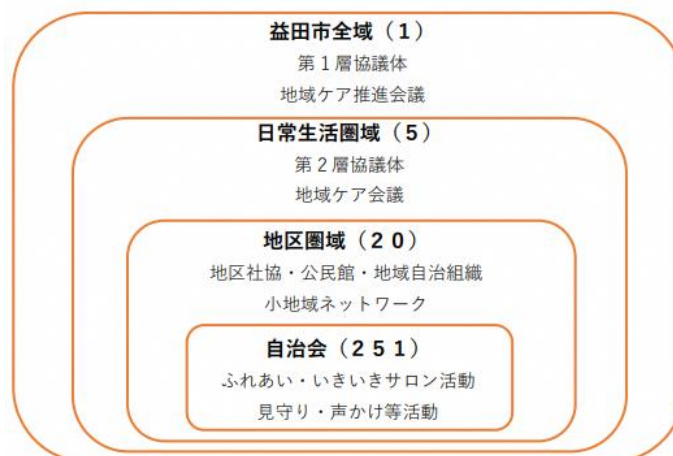 益田市全域（１）
第１層協議体
地域ケア推進会議
日常生活圏域（５）
第２層協議体
地域ケア会議
地区圏域（２０）
地区社協・公民館・地域自治組織
小地域ネットワーク
自治会（２５１）
ふれあい・いきいきサロン活動
見守り・声かけ等活動